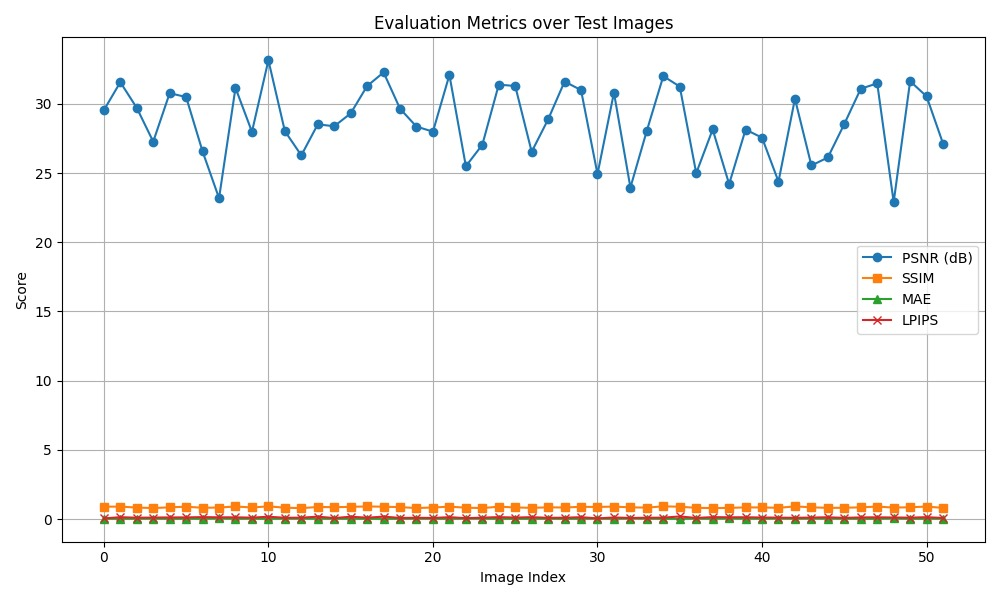 Evaluation Metrics over Test Images
Score
30
25
20
15
10
5
0
PSNR (dB)
SSIM
MAE
LPIPS
0 10 20 30 40 50
Image Index